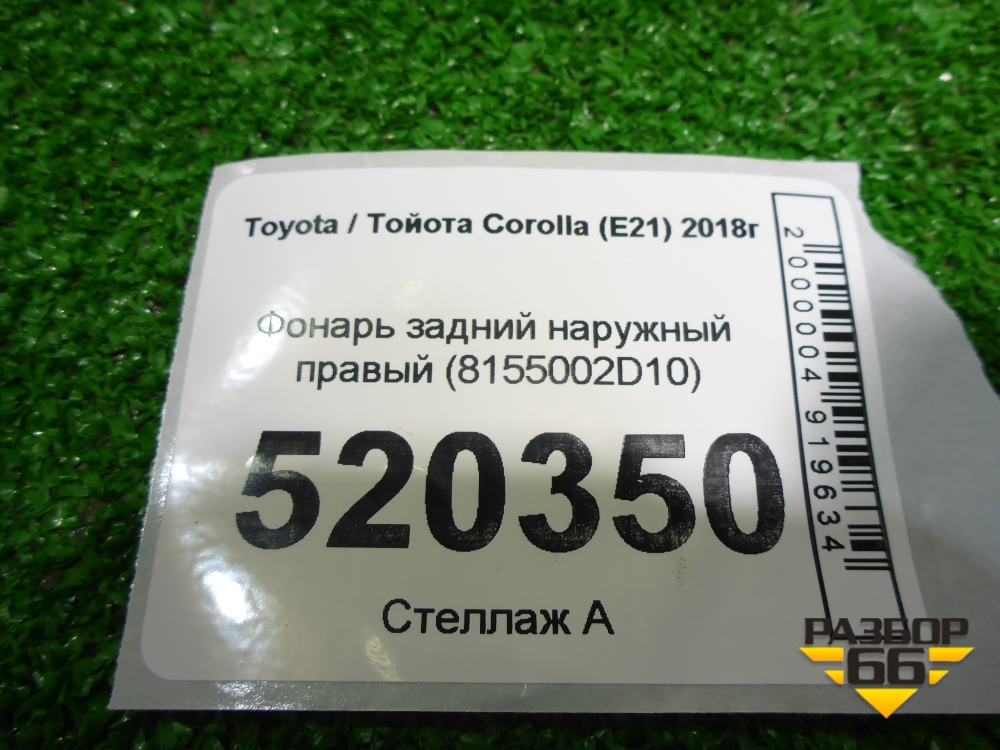 Toyota / Тойота Corolla (E21) 2018г
Фонарь задний наружный
правый (8155002D10)
520350
Стеллаж А
2000004919634
РАЗБОР
66